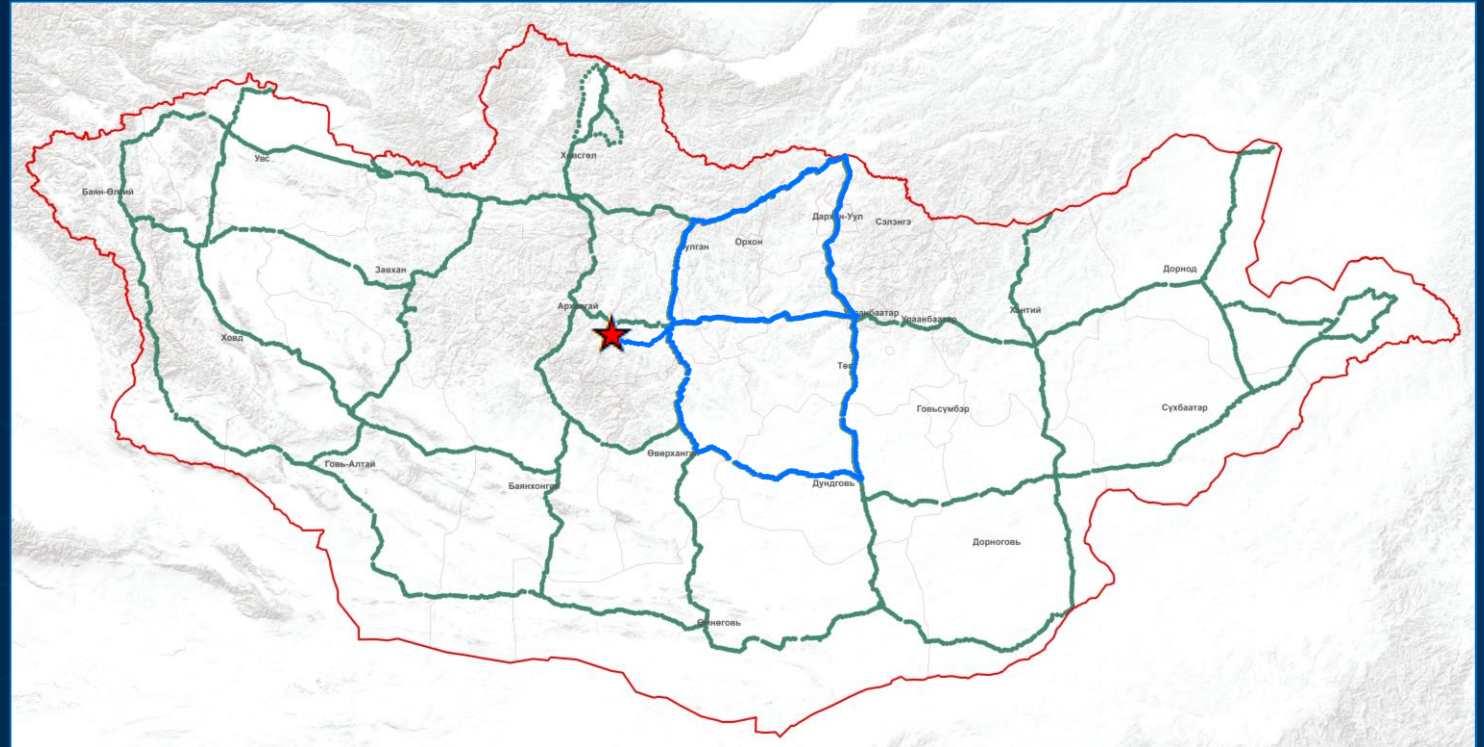 Увс
Хөвсгөл
Баян-Өлгий
Дархан-Уул
Сэлэнгэ
Орхон
Завхан
Дорнод
Архангай
Улаанбаатар
Хэнтий
Ховд
Төв
Говьсүмбэр
Сүхбаатар
Өвөрхангай
Говь-Алтай
Баянхонгор
Дундговь
Дорноговь
Өмнөговь